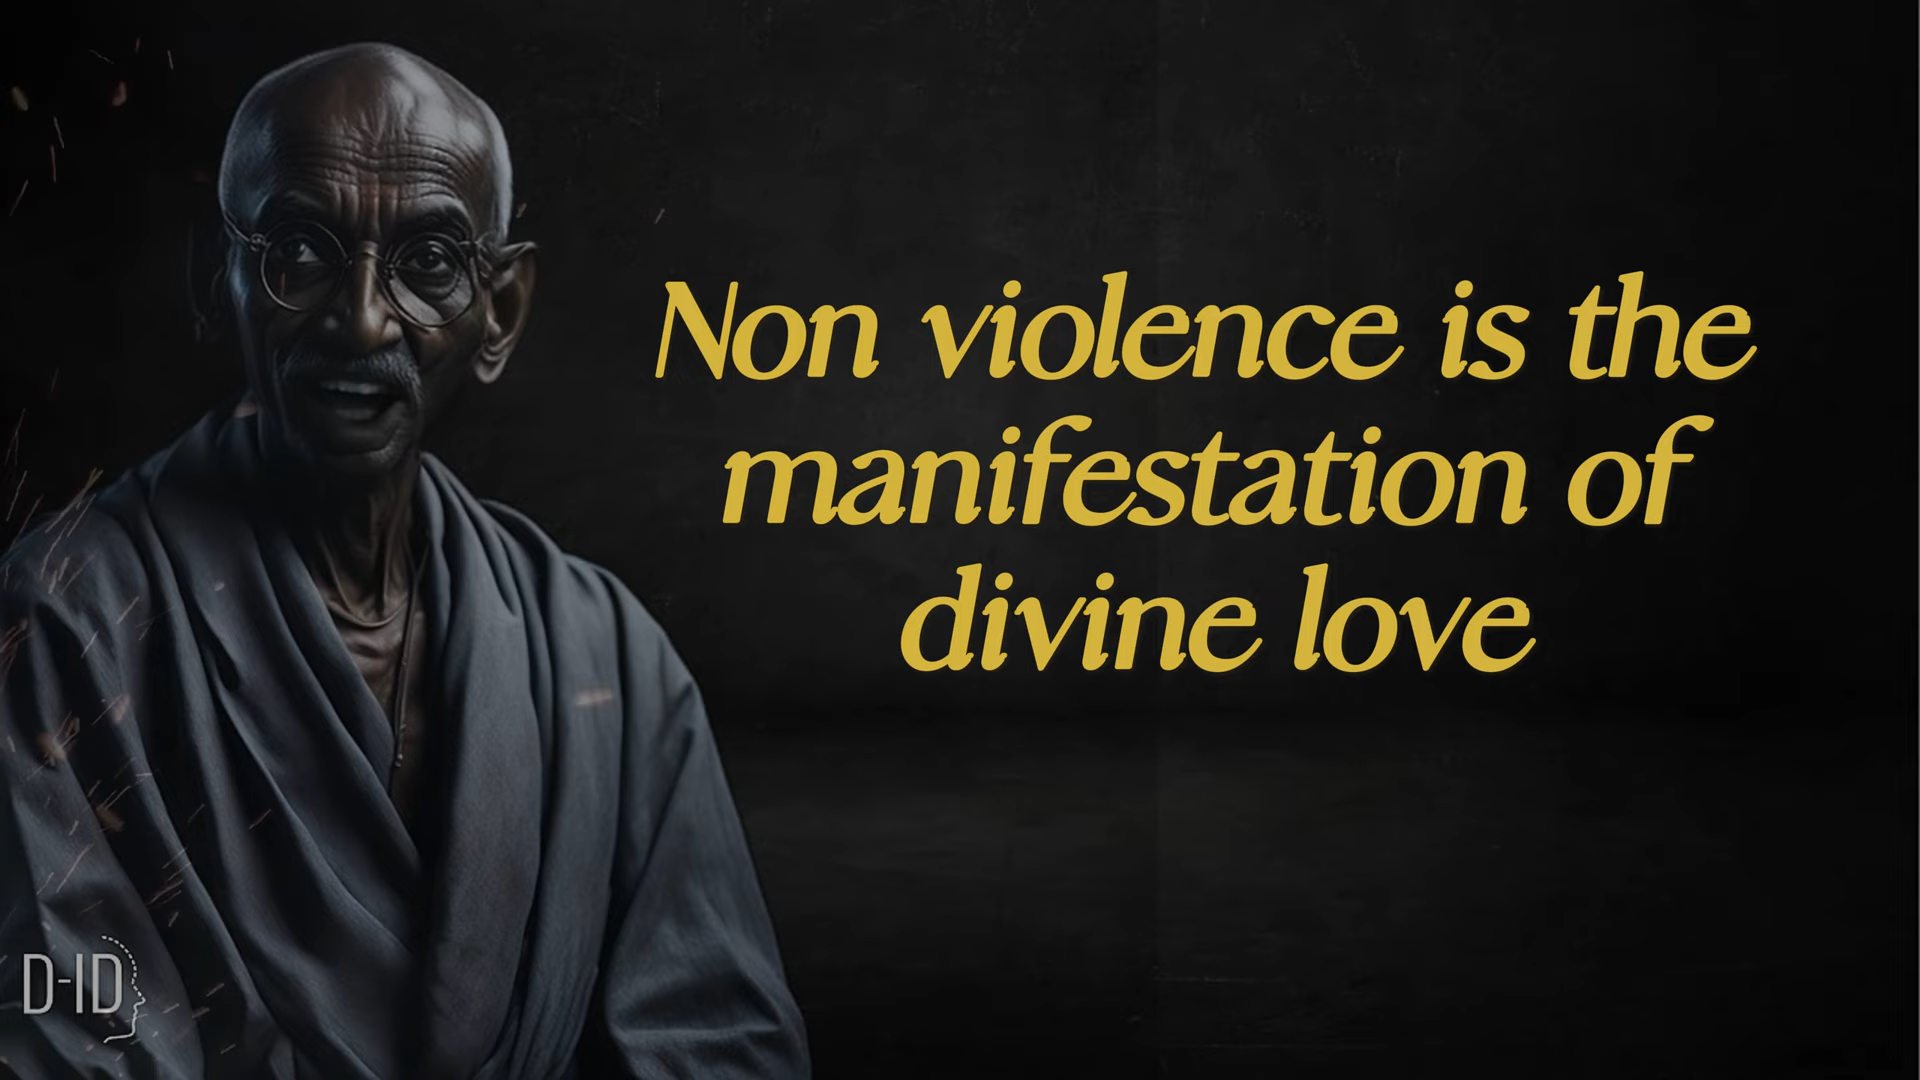 Non violence is the
manifestation of
divine love
D-ID